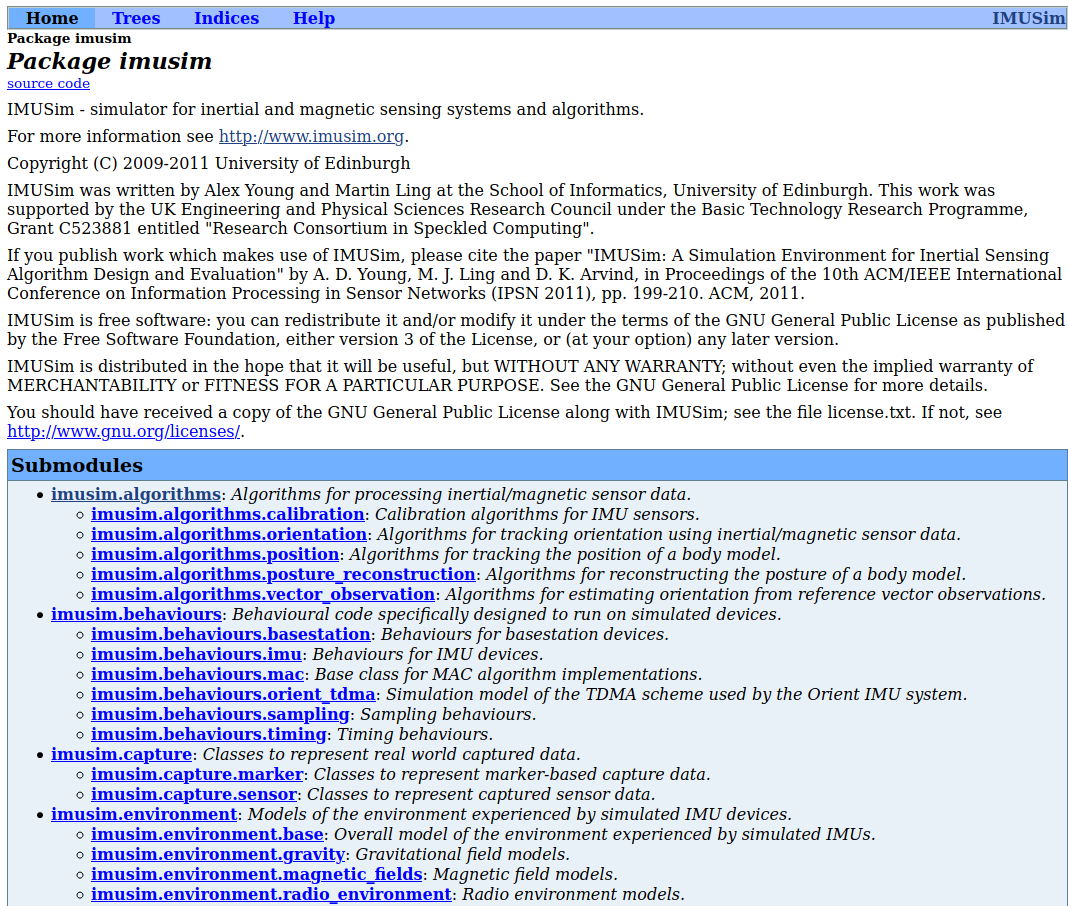 Home Trees Indices Help IMUSim
Package imusim
Package imusim
source code
IMUSim - simulator for inertial and magnetic sensing systems and algorithms.
For more information see http://www.imusim.org.
Copyright (C) 2009-2011 University of Edinburgh
IMUSim was written by Alex Young and Martin Ling at the School of Informatics, University of Edinburgh. This work was
supported by the UK Engineering and Physical Sciences Research Council under the Basic Technology Research Programme,
Grant C523881 entitled "Research Consortium in Speckled Computing".
If you publish work which makes use of IMUSim, please cite the paper "IMUSim: A Simulation Environment for Inertial Sensing
Algorithm Design and Evaluation" by A. D. Young, M. J. Ling and D. K. Arvind, in Proceedings of the 10th ACM/IEEE International
Conference on Information Processing in Sensor Networks (IPSN 2011), pp. 199-210. ACM, 2011.
IMUSim is free software: you can redistribute it and/or modify it under the terms of the GNU General Public License as published
by the Free Software Foundation, either version 3 of the License, or (at your option) any later version.
IMUSim is distributed in the hope that it will be useful, but WITHOUT ANY WARRANTY; without even the implied warranty of
MERCHANTABILITY or FITNESS FOR A PARTICULAR PURPOSE. See the GNU General Public License for more details.
You should have received a copy of the GNU General Public License along with IMUSim; see the file license.txt. If not, see
http://www.gnu.org/licenses/.
Submodules
• imusim.algorithms: Algorithms for processing inertial/magnetic sensor data.
◦ imusim.algorithms.calibration: Calibration algorithms for IMU sensors.
◦ imusim.algorithms.orientation: Algorithms for tracking orientation using inertial/magnetic sensor data.
◦ imusim.algorithms.position: Algorithms for tracking the position of a body model.
◦ imusim.algorithms.posture_reconstruction: Algorithms for reconstructing the posture of a body model.
◦ imusim.algorithms.vector_observation: Algorithms for estimating orientation from reference vector observations.
• imusim.behaviours: Behavioural code specifically designed to run on simulated devices.
◦ imusim.behaviours.basestation: Behaviours for basestation devices.
◦ imusim.behaviours.imu: Behaviours for IMU devices.
◦ imusim.behaviours.mac: Base class for MAC algorithm implementations.
◦ imusim.behaviours.orient_tdma: Simulation model of the TDMA scheme used by the Orient IMU system.
◦ imusim.behaviours.sampling: Sampling behaviours.
◦ imusim.behaviours.timing: Timing behaviours.
• imusim.capture: Classes to represent real world captured data.
◦ imusim.capture.marker: Classes to represent marker-based capture data.
◦ imusim.capture.sensor: Classes to represent captured sensor data.
• imusim.environment: Models of the environment experienced by simulated IMU devices.
◦ imusim.environment.base: Overall model of the environment experienced by simulated IMUs.
◦ imusim.environment.gravity: Gravitational field models.
◦ imusim.environment.magnetic_fields: Magnetic field models.
◦ imusim.environment.radio_environment: Radio environment models.